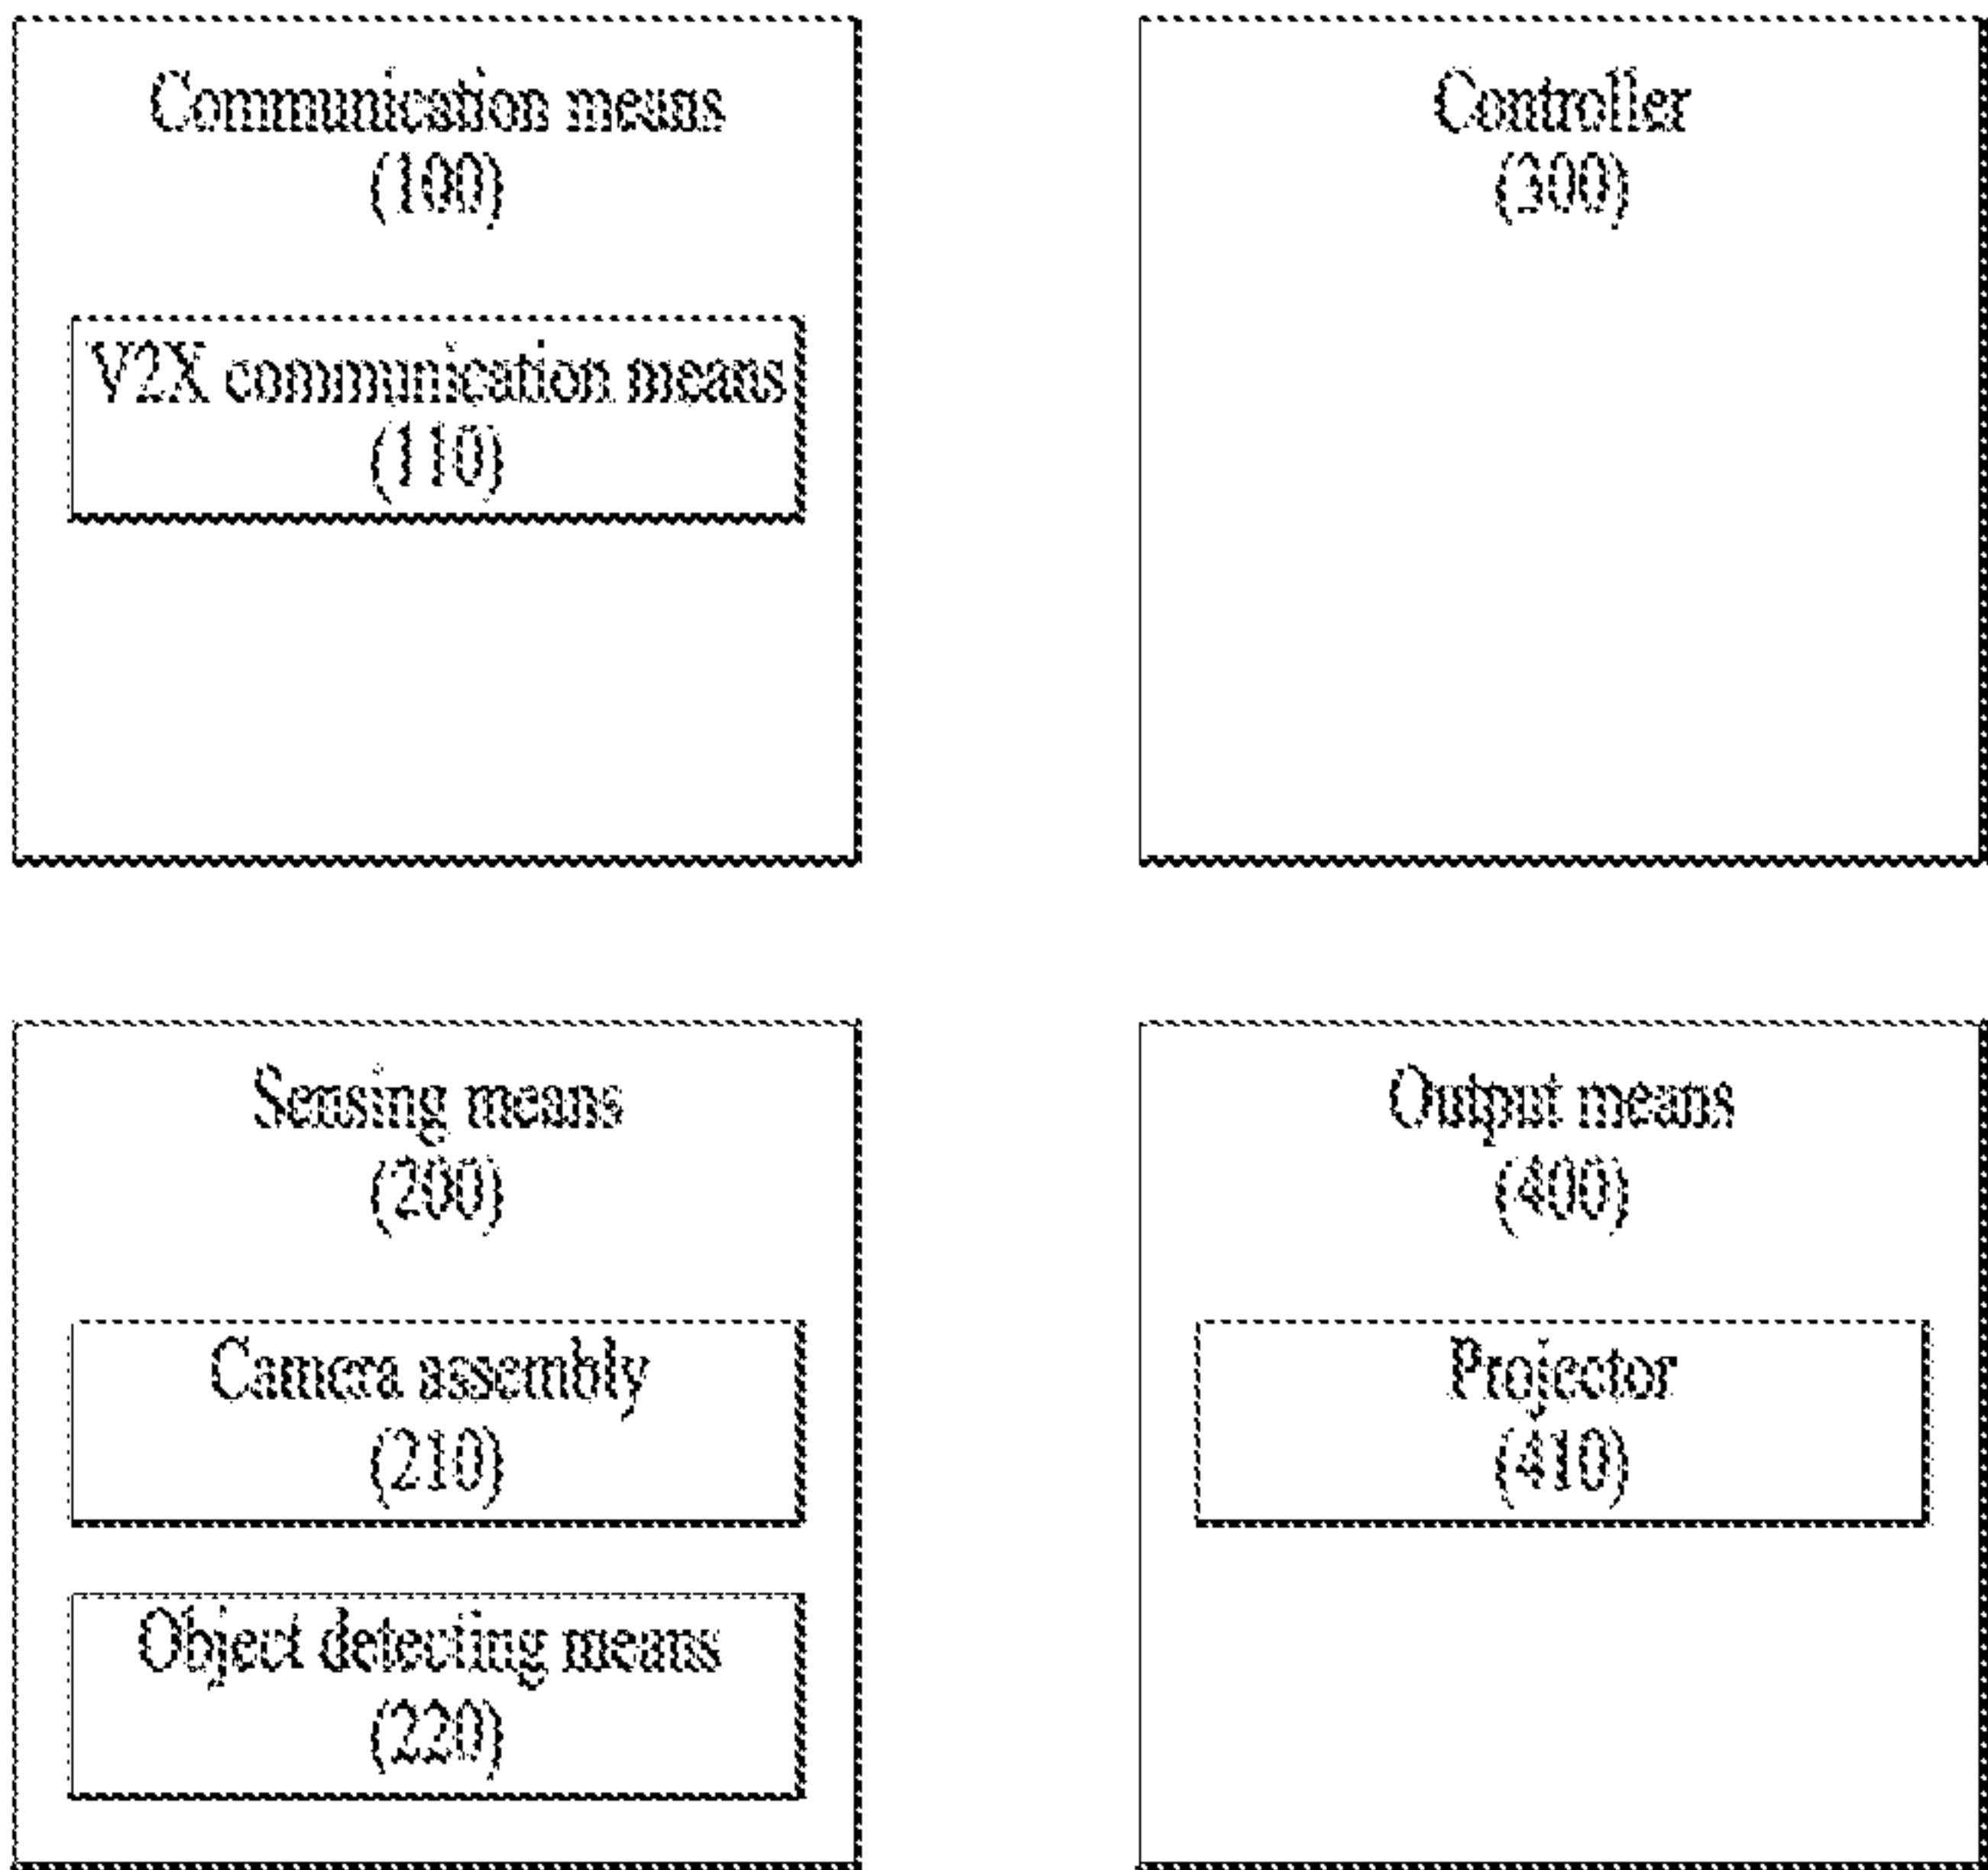 Communication means
(100)
V2X communication means
(110)
Controller
(300)
Sensing means
(200)
Camera assembly
(210)
Object detecting means
(220)
Output means
(400)
Projector
(410)